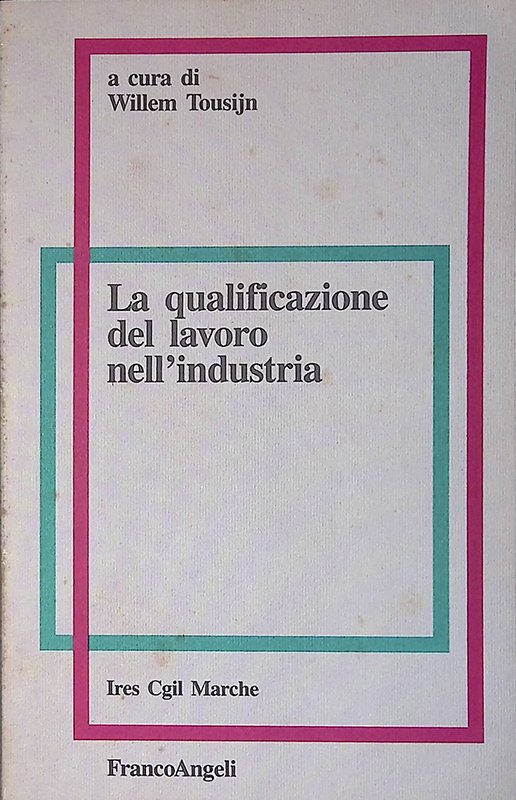 a cura di
Willem Tousijn
La qualificazione
del lavoro
nell'industria
Ires Cgil Marche
FrancoAngeli